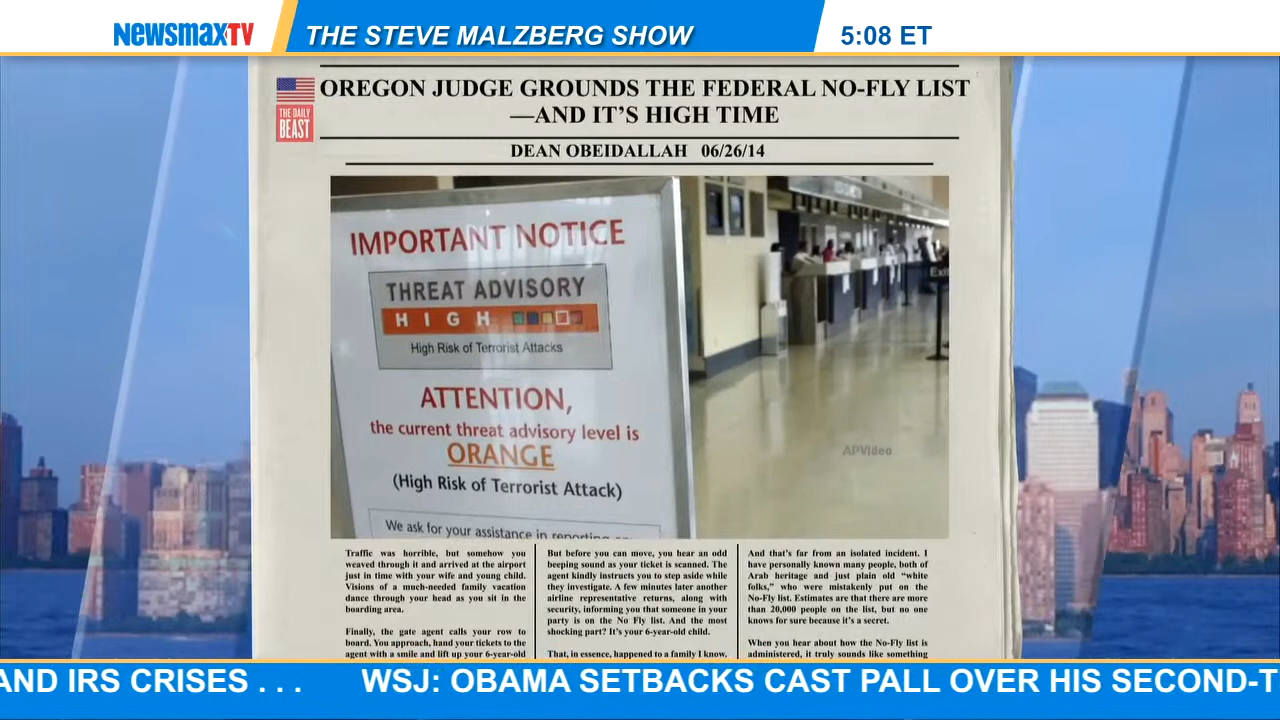 NEWSMAXTV
THE STEVE MALZBERG SHOW
5:08 ET
THE DAILY
BEAST
OREGON JUDGE GROUNDS THE FEDERAL NO-FLY LIST
—AND IT'S HIGH TIME
DEAN OBEIDALLAH 06/26/14
IMPORTANT NOTICE
THREAT ADVISORY
HIGH
High Risk of Terrorist Attacks
ATTENTION,
the current threat advisory level is
ORANGE
(High Risk of Terrorist Attack)
We ask for your assistance in reporting
Exit
APVideo
Traffic was horrible, but somehow you
weaved through it and arrived at the airport
just in time with your wife and young child.
Visions of a much-needed family vacation
dance through your head as you sit in the
boarding area.
Finally, the gate agent calls your row to
board. You approach, hand your tickets to the
agent with a smile and lift up your 6-year-old
But before you can move, you hear an odd
beeping sound as your ticket is scanned. The
agent kindly instructs you to step aside while
they investigate. A few minutes later another
airline representative returns, along with
security, informing you that someone in your
party is on the No Fly list. And the most
shocking part? It's your 6-year-old child.
That, in essence, happened to a family I know.
And that's far from an isolated incident. I
have personally known many people, both of
Arab heritage and just plain old “white
folks,” who were mistakenly put on the
No-Fly list. Estimates are that there are more
than 20,000 people on the list, but no one
knows for sure because it's a secret.
When you hear about how the No-Fly list is
administered, it truly sounds like something
AND IRS CRISES . . . WSJ: OBAMA SETBACKS CAST PALL OVER HIS SECOND-T